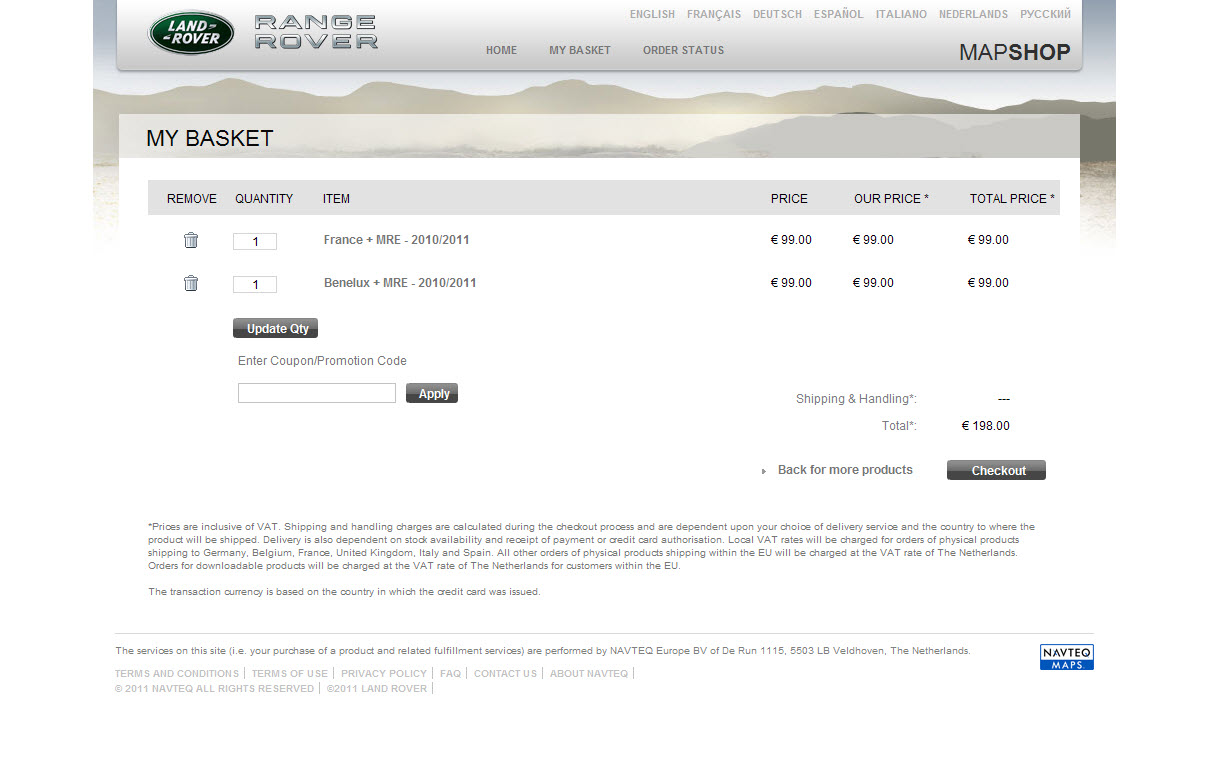 ENGLISH FRANÇAIS DEUTSCH ESPAÑOL ITALIANO NEDERLANDS РУССКИЙ
LAND
ROVER
RANGE
ROVER
HOME MY BASKET ORDER STATUS
MAPSHOP
MY BASKET
REMOVE QUANTITY ITEM PRICE OUR PRICE * TOTAL PRICE *
1 France + MRE - 2010/2011 € 99.00 € 99.00 € 99.00
1 Benelux + MRE - 2010/2011 € 99.00 € 99.00 € 99.00
Update Qty
Enter Coupon/Promotion Code
Apply
Shipping & Handling*: ---
Total*: € 198.00
Back for more products Checkout
*Prices are inclusive of VAT. Shipping and handling charges are calculated during the checkout process and are dependent upon your choice of delivery service and the country to where the
product will be shipped. Delivery is also dependent on stock availability and receipt of payment or credit card authorisation. Local VAT rates will be charged for orders of physical products
shipping to Germany, Belgium, France, United Kingdom, Italy and Spain. All other orders of physical products shipping within the EU will be charged at the VAT rate of The Netherlands.
Orders for downloadable products will be charged at the VAT rate of The Netherlands for customers within the EU.
The transaction currency is based on the country in which the credit card was issued.
The services on this site (i.e. your purchase of a product and related fulfillment services) are performed by NAVTEQ Europe BV of De Run 1115, 5503 LB Veldhoven, The Netherlands.
NAVTEQ
MAPS
TERMS AND CONDITIONS | TERMS OF USE | PRIVACY POLICY | FAQ | CONTACT US | ABOUT NAVTEQ |
© 2011 NAVTEQ ALL RIGHTS RESERVED | ©2011 LAND ROVER |